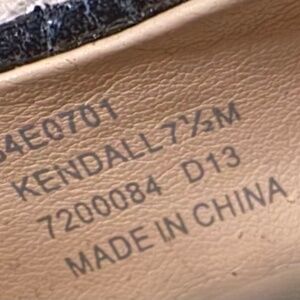 4E0701
KENDALL 7½M
7200084 D13
MADE IN CHINA